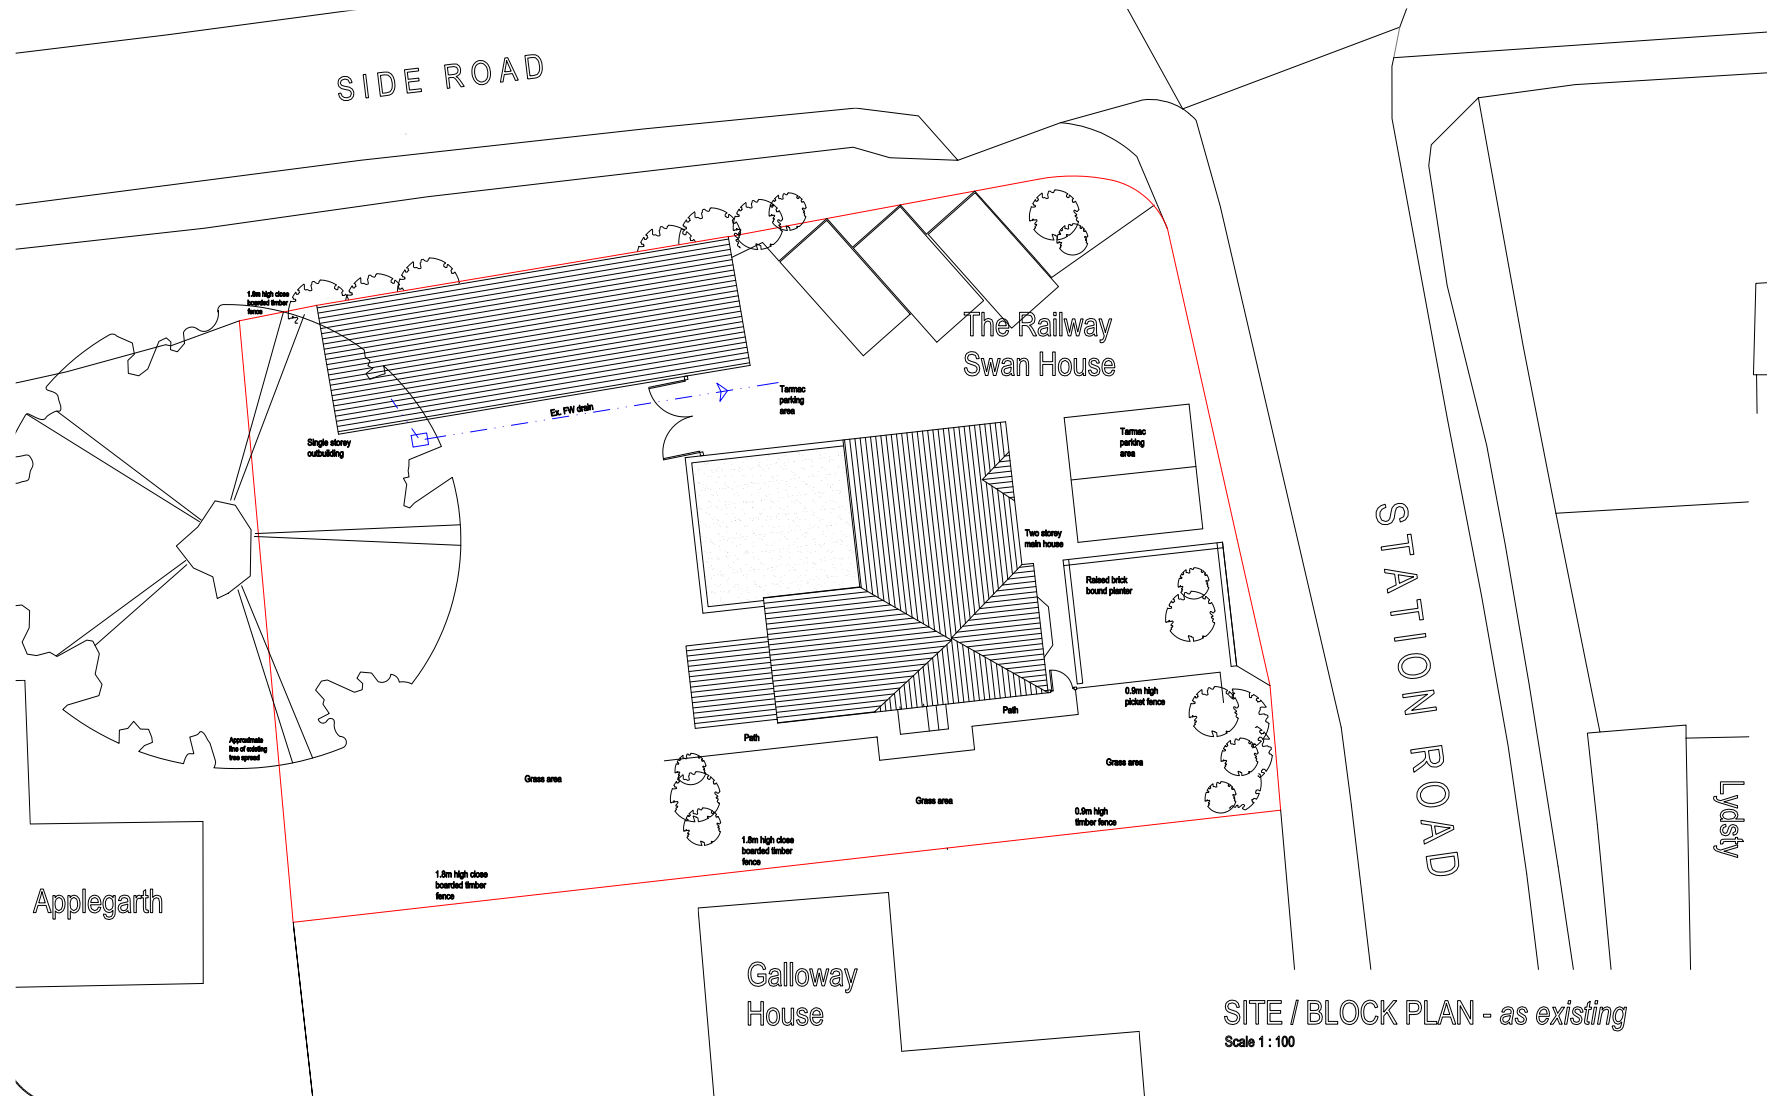 SIDE ROAD
1.8m high close
boarded timber
fence
The Railway
Swan House
Tarmac
parking
area
Ex. FW drain
Single storey
outbuilding
Tarmac
parking
area
Two storey
main house
Raised brick
bound planter
STATION ROAD
0.9m high
picket fence
Path
Path
Approximate
line of existing
tree spread
Grass area
Grass area
Grass area
0.9m high
timber fence
1.8m high close
boarded timber
fence
1.8m high close
boarded timber
fence
Lydsty
Applegarth
Galloway
House
SITE / BLOCK PLAN - as existing
Scale 1 : 100